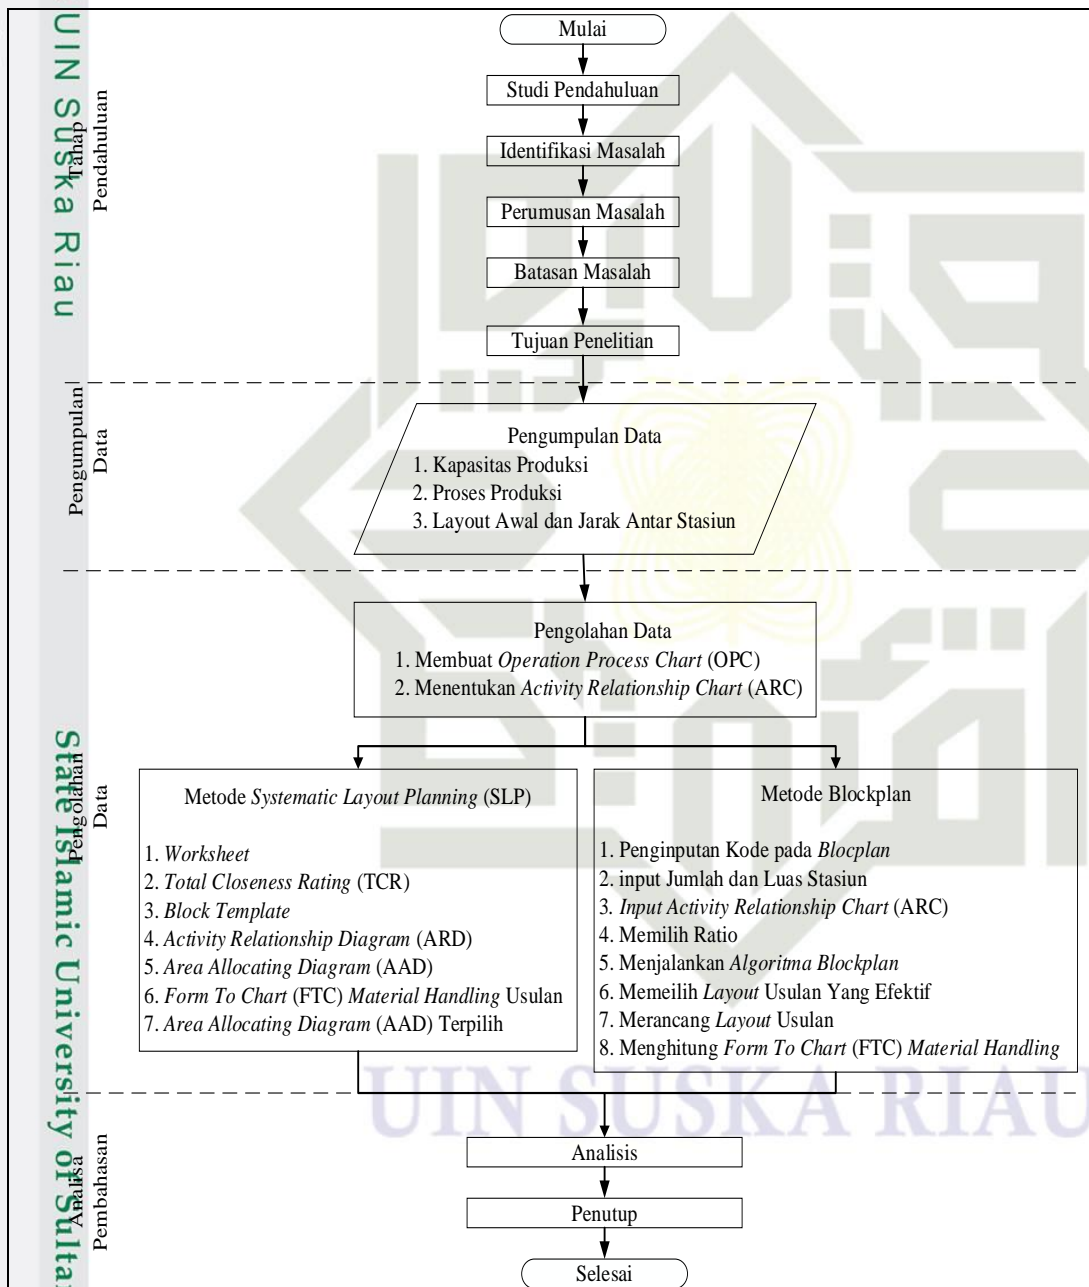 UIN Suska Riau
Tahap
Pendahuluan
Mulai
Studi Pendahuluan
Identifikasi Masalah
Perumusan Masalah
Batasan Masalah
Tujuan Penelitian
Pengumpulan
Data
Pengumpulan Data
1. Kapasitas Produksi
2. Proses Produksi
3. Layout Awal dan Jarak Antar Stasiun
State Islamic University of Sulta
Pengolahan
Data
Pengolahan Data
1. Membuat Operation Process Chart (OPC)
2. Menentukan Activity Relationship Chart (ARC)
Metode Systematic Layout Planning (SLP)
1. Worksheet
2. Total Closeness Rating (TCR)
3. Block Template
4. Activity Relationship Diagram (ARD)
5. Area Allocating Diagram (AAD)
6. Form To Chart (FTC) Material Handling Usulan
7. Area Allocating Diagram (AAD) Terpilih
Metode Blockplan
1. Penginputan Kode pada Blocplan
2. input Jumlah dan Luas Stasiun
3. Input Activity Relationship Chart (ARC)
4. Memilih Ratio
5. Menjalankan Algoritma Blockplan
6. Memeilih Layout Usulan Yang Efektif
7. Merancang Layout Usulan
8. Menghitung Form To Chart (FTC) Material Handling
UIN SUSKA RIAU
Analisa
Pembahasan
Analisis
Penutup
Selesai